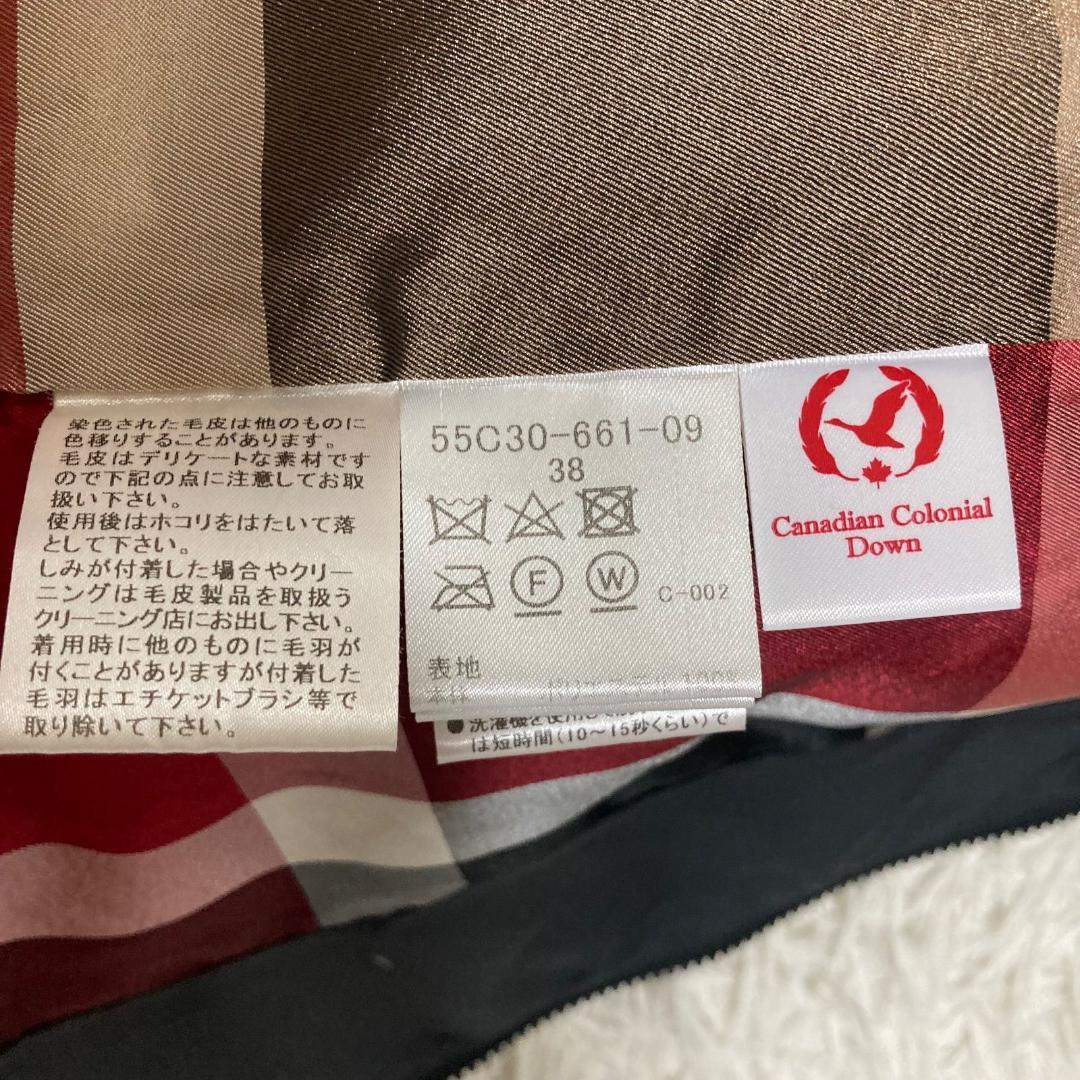 染色された毛皮は他のものに
色移りすることがあります。
毛皮はデリケートな素材です
ので下記の点に注意してお取
扱い下さい。
使用後はホコリをはたいて落
として下さい。
しみが付着した場合やクリー
ニングは毛皮製品を取扱う
クリーニング店にお出し下さい。
着用時に他のものに毛羽が
付くことがありますが付着した
毛羽はエチケットブラシ等で
取り除いて下さい。
55C30-661-09
38
F
W
C-002
表地
100%
●洗濯機を使用
は短時間(10〜15秒くらい)で
Canadian Colonial
Down